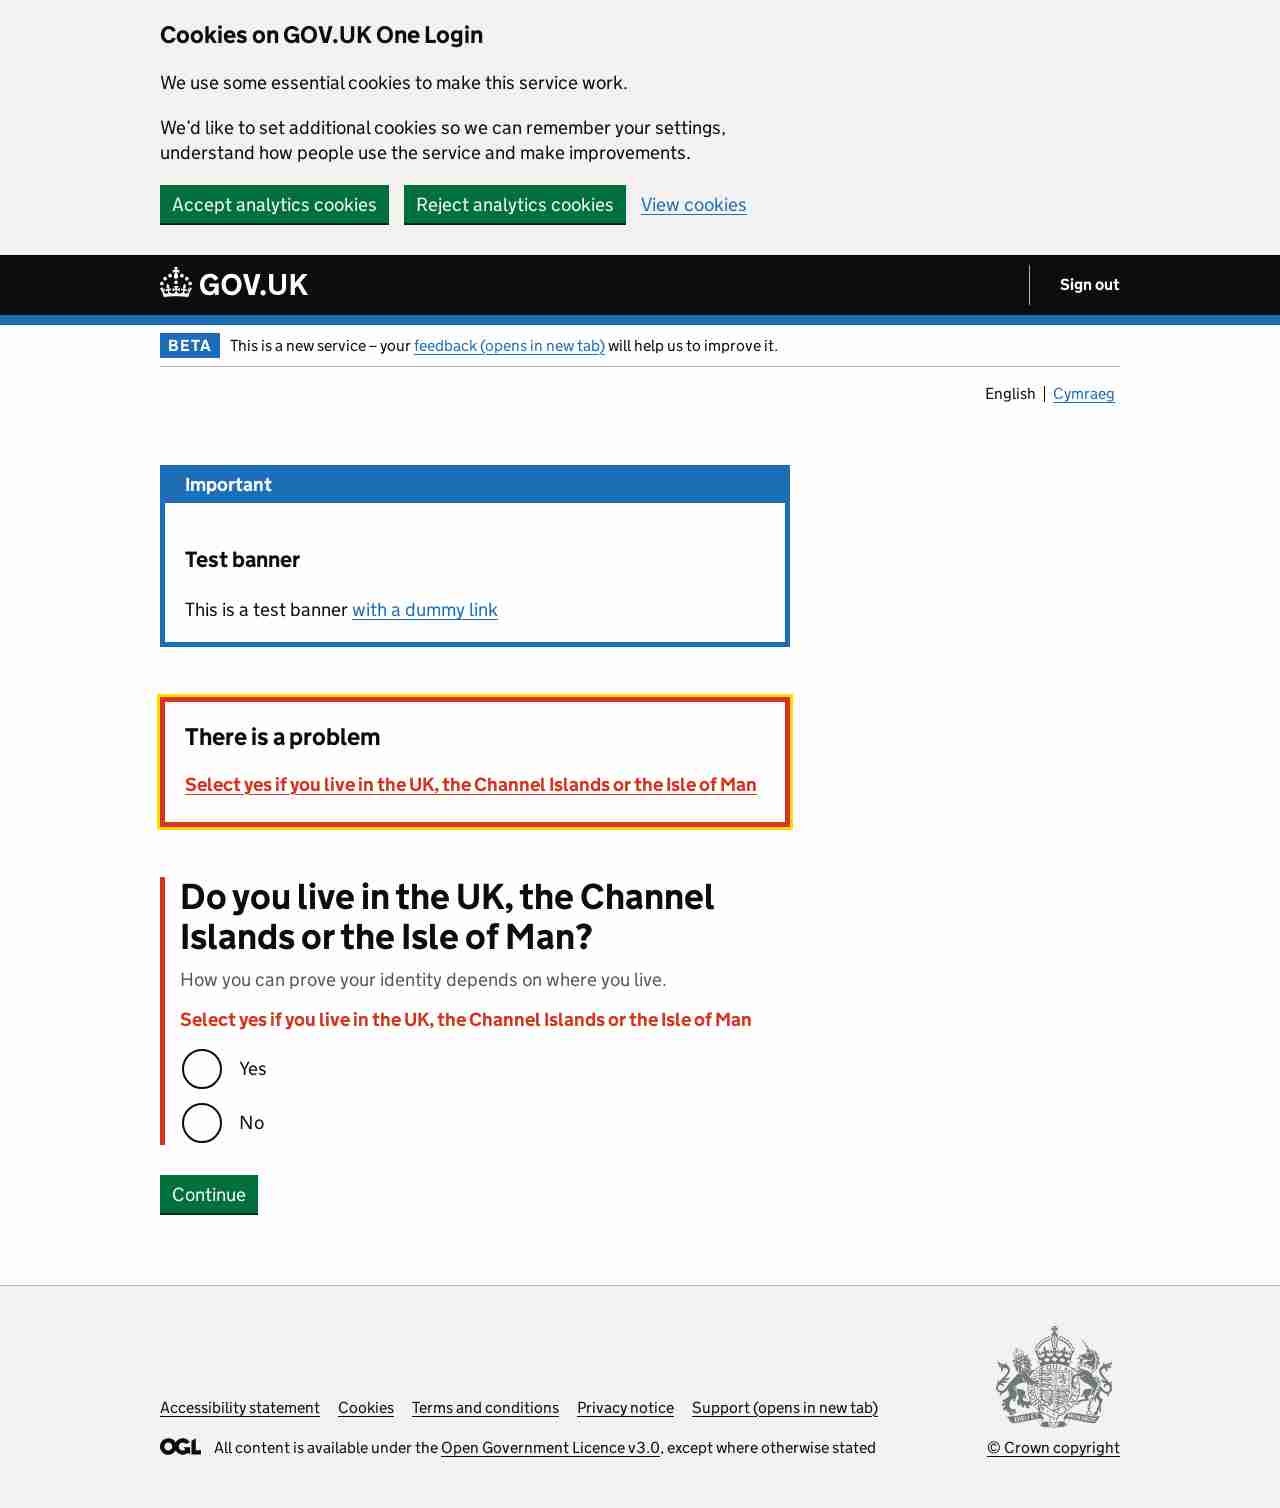 Cookies on GOV.UK One Login
We use some essential cookies to make this service work.
We’d like to set additional cookies so we can remember your settings,
understand how people use the service and make improvements.
Accept analytics cookies Reject analytics cookies View cookies
GOV.UK Sign out
BETA This is a new service – your feedback (opens in new tab) will help us to improve it.
English Cymraeg
Important
Test banner
This is a test banner with a dummy link
There is a problem
Select yes if you live in the UK, the Channel Islands or the Isle of Man
Do you live in the UK, the Channel
Islands or the Isle of Man?
How you can prove your identity depends on where you live.
Select yes if you live in the UK, the Channel Islands or the Isle of Man
Yes
No
Continue
Accessibility statement Cookies Terms and conditions Privacy notice Support (opens in new tab)
OGL All content is available under the Open Government Licence v3.0, except where otherwise stated © Crown copyright